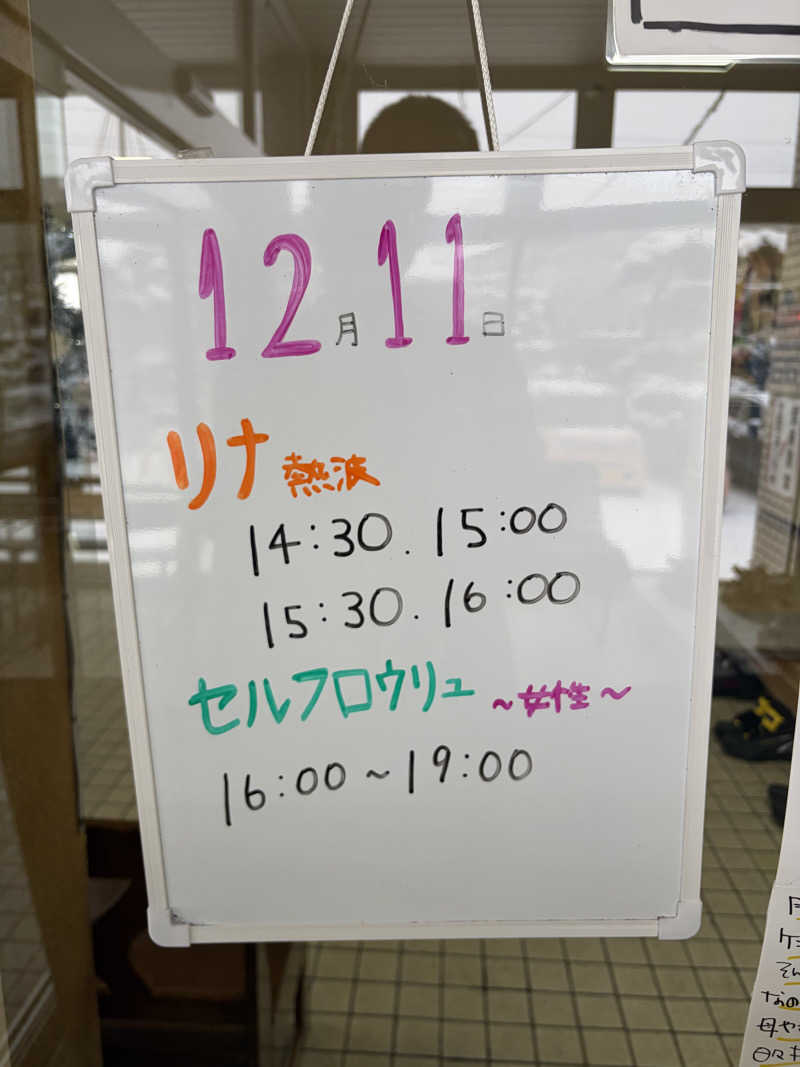 12月11日
リナ 熱波
14:30. 15:00
15:30. 16:00
セルフロウリュ ～女性～
16:00～19:00